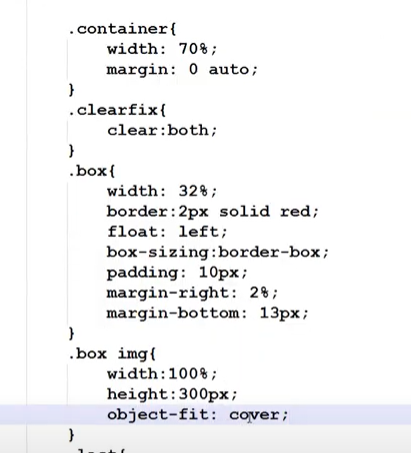 .container{
width: 70%;
margin: 0 auto;
}
.clearfix{
clear:both;
}
.box{
width: 32%;
border:2px solid red;
float: left;
box-sizing:border-box;
padding: 10px;
margin-right: 2%;
margin-bottom: 13px;
}
.box img{
width:100%;
height:300px;
object-fit: cover;
}